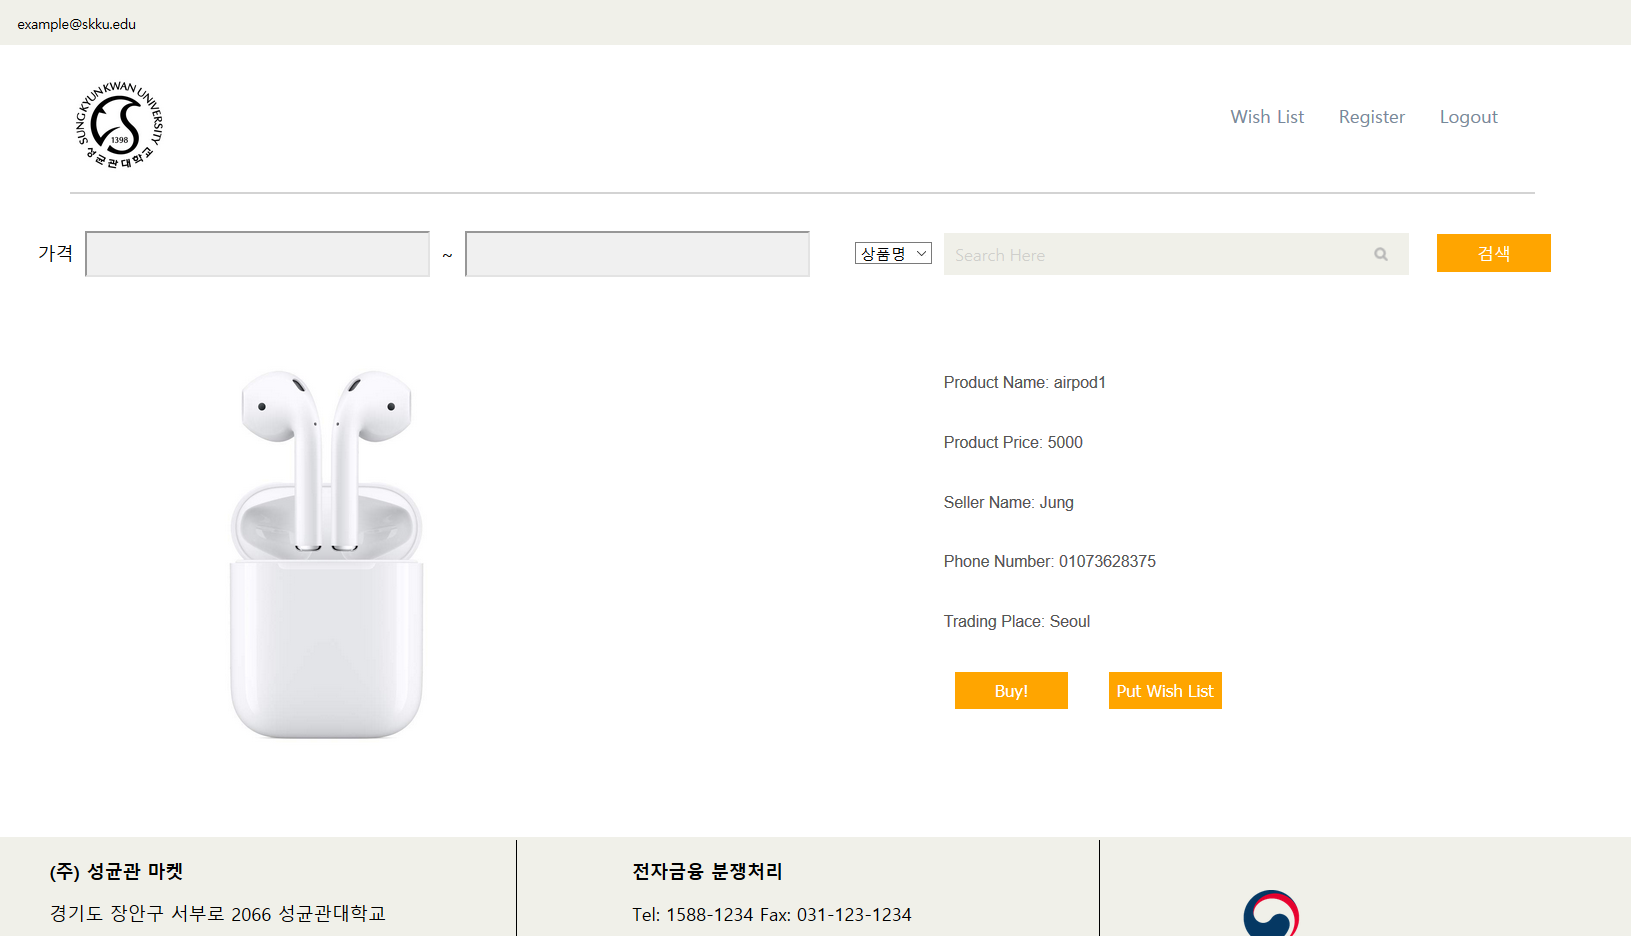 example@skku.edu
SUNGKYUNKWAN UNIVERSITY
1398
성균관대학교
Wish List Register Logout
가격 ~ 상품명 Search Here 검색
Product Name: airpod1
Product Price: 5000
Seller Name: Jung
Phone Number: 01073628375
Trading Place: Seoul
Buy! Put Wish List
(주) 성균관 마켓
경기도 장안구 서부로 2066 성균관대학교
전자금융 분쟁처리
Tel: 1588-1234 Fax: 031-123-1234